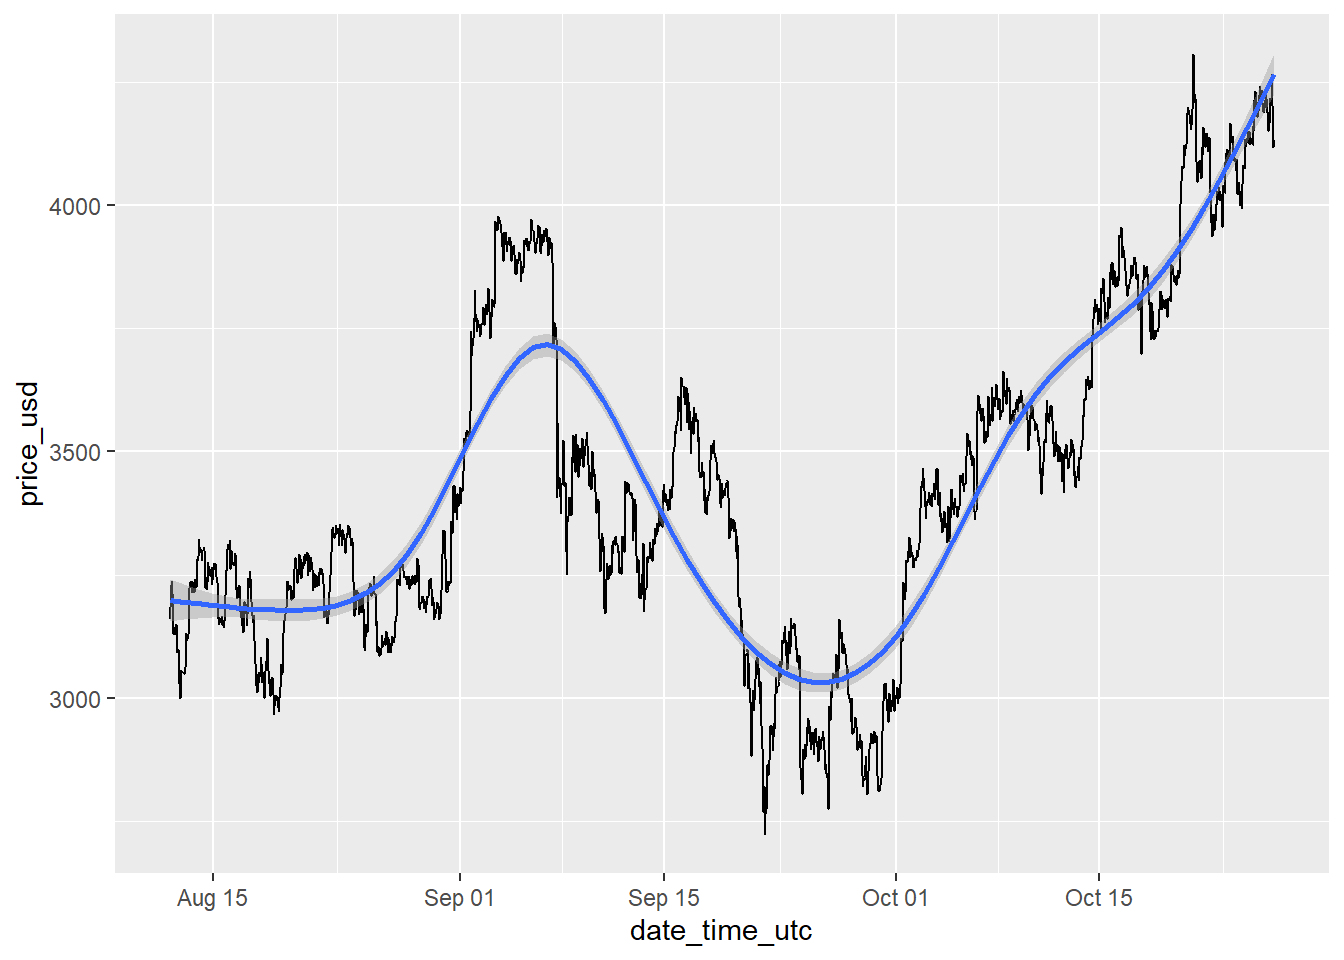 price_usd
4000
3500
3000
Aug 15
Sep 01
Sep 15
Oct 01
Oct 15
date_time_utc